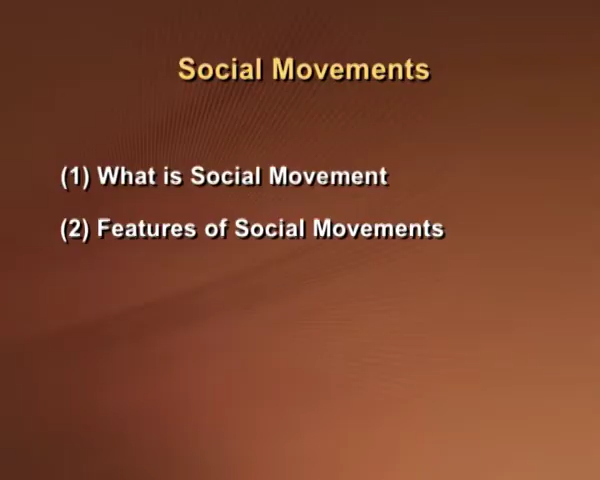 Social Movements
(1) What is Social Movement
(2) Features of Social Movements